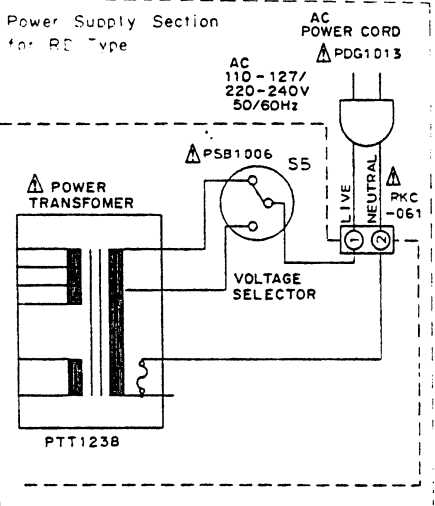 Power Supply Section
for RD Type
AC
POWER CORD
PDG1013
AC
110-127/
220-240V
50/60Hz
PSB1006
S5
LIVE
NEUTRAL
RKC
-061
1
2
POWER
TRANSFOMER
VOLTAGE
SELECTOR
PTT1238